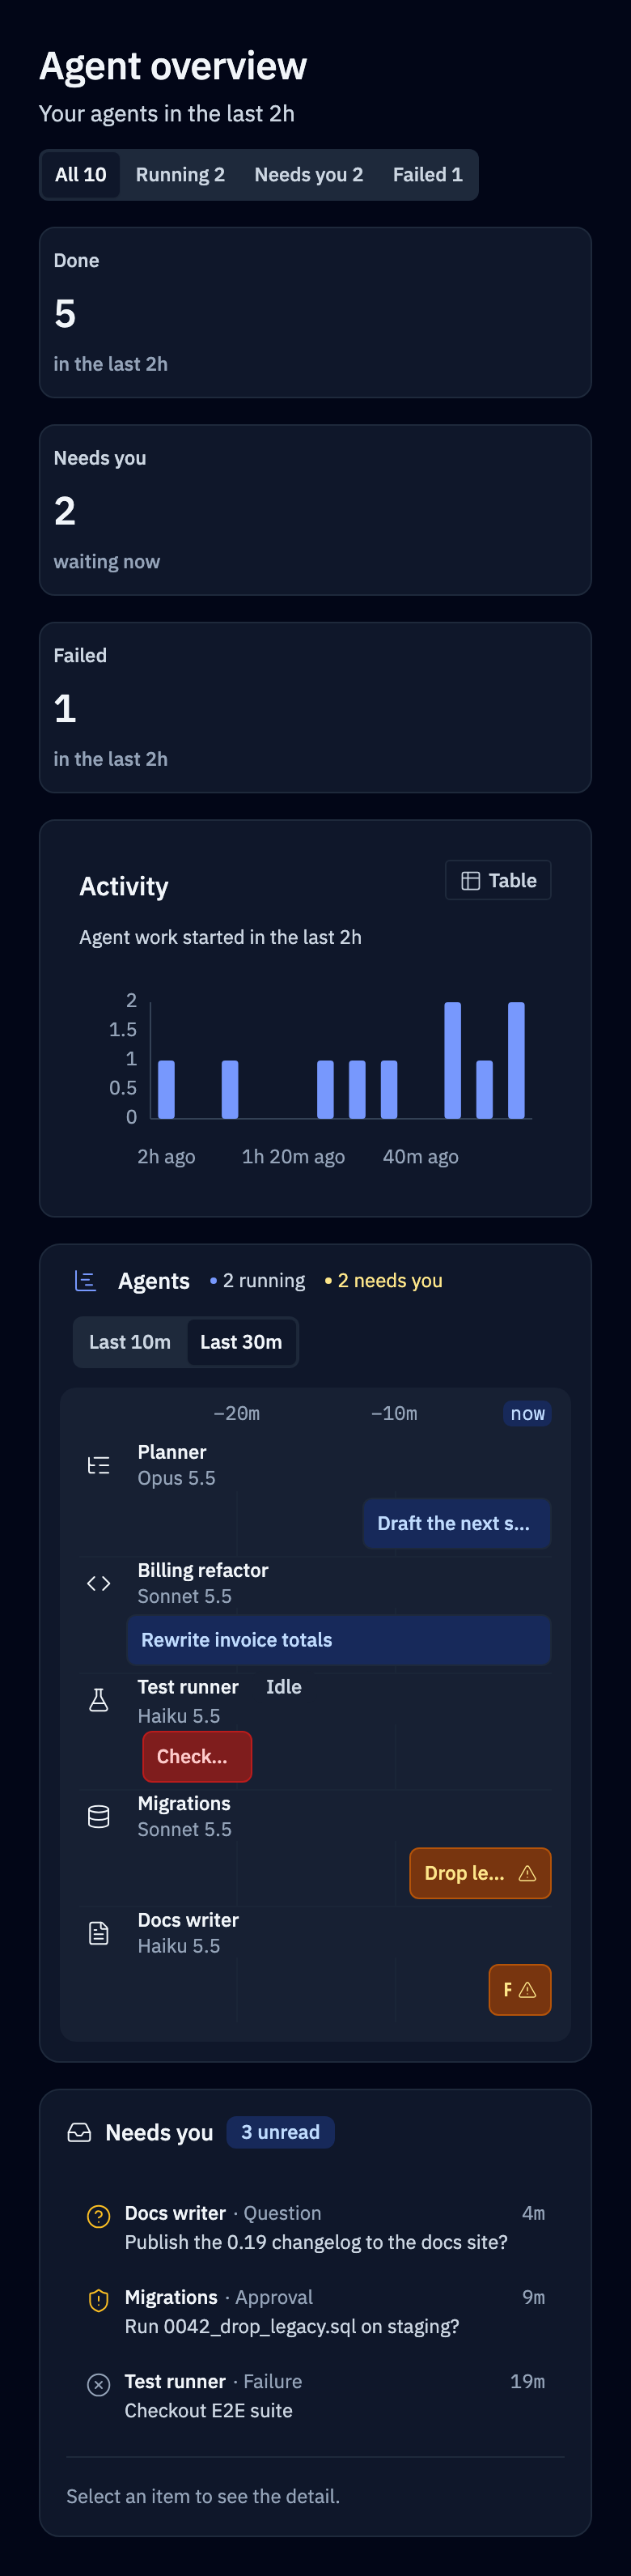 Agent overview
Your agents in the last 2h
All 10 Running 2 Needs you 2 Failed 1
Done
5
in the last 2h
Needs you
2
waiting now
Failed
1
in the last 2h
Activity
Table
Agent work started in the last 2h
2
1.5
1
0.5
0
2h ago 1h 20m ago 40m ago
Agents • 2 running • 2 needs you
Last 10m Last 30m
−20m −10m now
Planner
Opus 5.5
Draft the next s...
Billing refactor
Sonnet 5.5
Rewrite invoice totals
Test runner Idle
Haiku 5.5
Check...
Migrations
Sonnet 5.5
Drop le...
Docs writer
Haiku 5.5
Needs you 3 unread
Docs writer · Question 4m
Publish the 0.19 changelog to the docs site?
Migrations · Approval 9m
Run 0042_drop_legacy.sql on staging?
Test runner · Failure 19m
Checkout E2E suite
Select an item to see the detail.